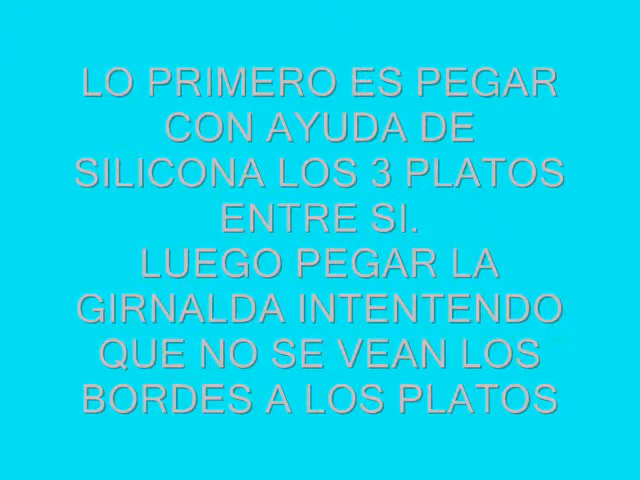 LO PRIMERO ES PEGAR
CON AYUDA DE
SILICONA LOS 3 PLATOS
ENTRE SI.
LUEGO PEGAR LA
GIRNALDA INTENTENDO
QUE NO SE VEAN LOS
BORDES A LOS PLATOS